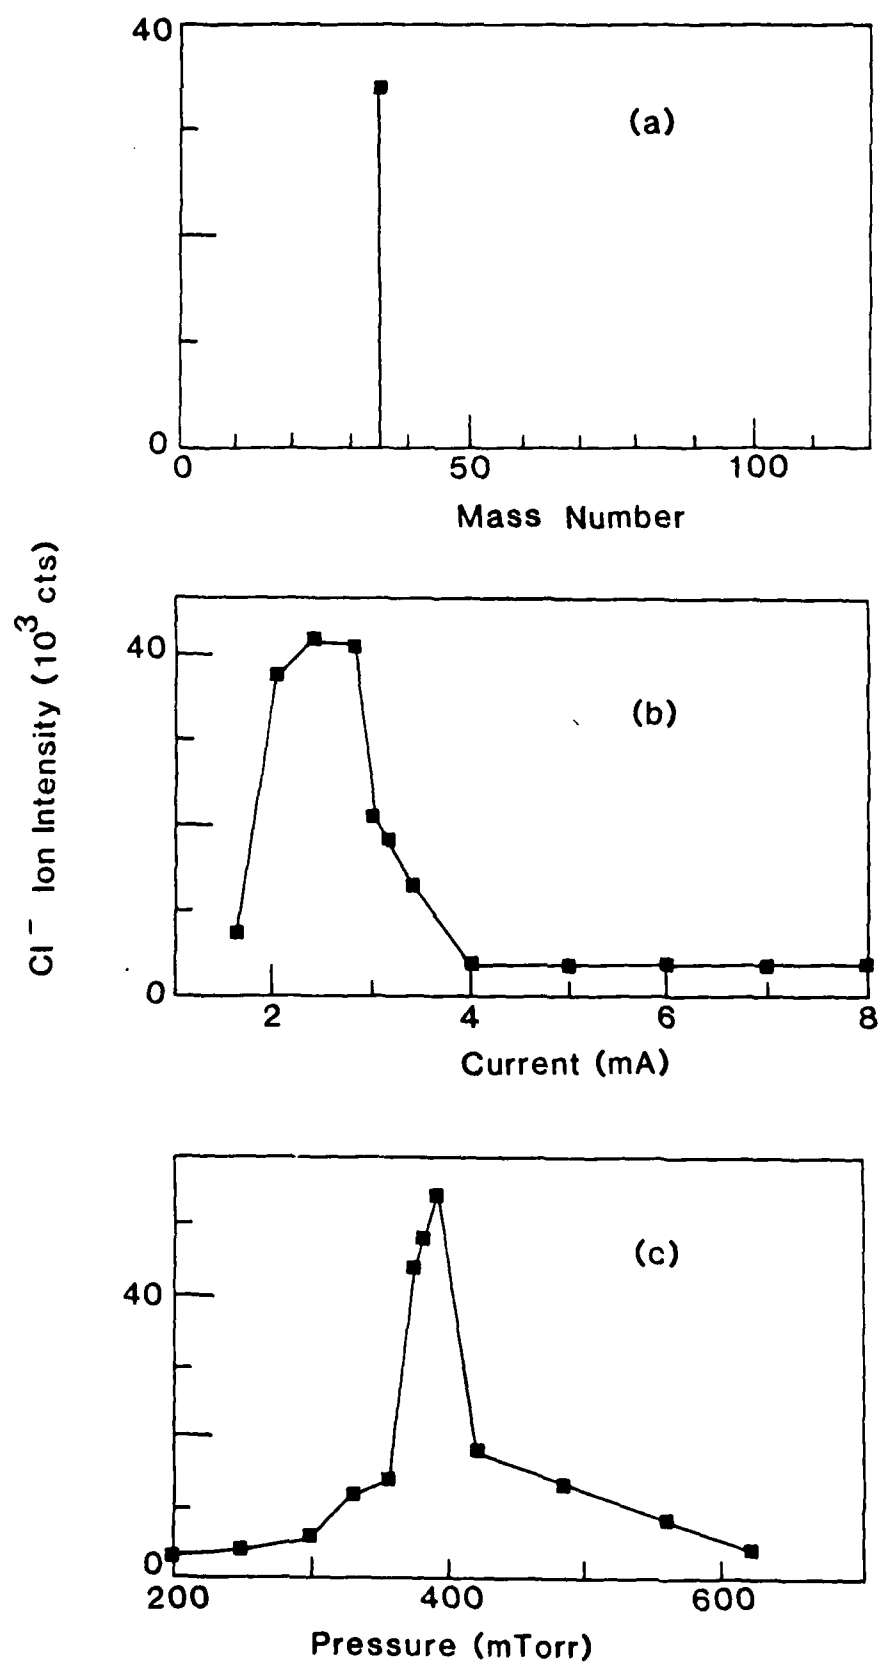 40
(a)
0
0 50 100
Mass Number
Cl⁻ Ion Intensity (10³ cts)
40
(b)
0
2 4 6 8
Current (mA)
(c)
40
0
200 400 600
Pressure (mTorr)